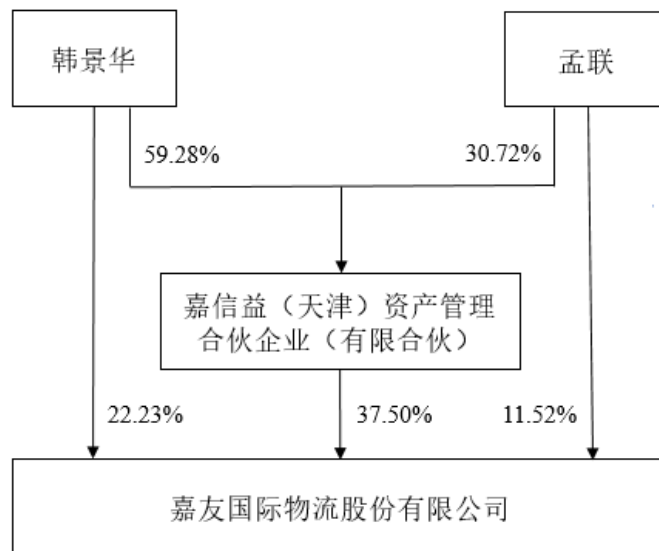 韩景华
孟联
59.28%
30.72%
嘉信益（天津）资产管理
合伙企业（有限合伙）
22.23%
37.50%
11.52%
嘉友国际物流股份有限公司